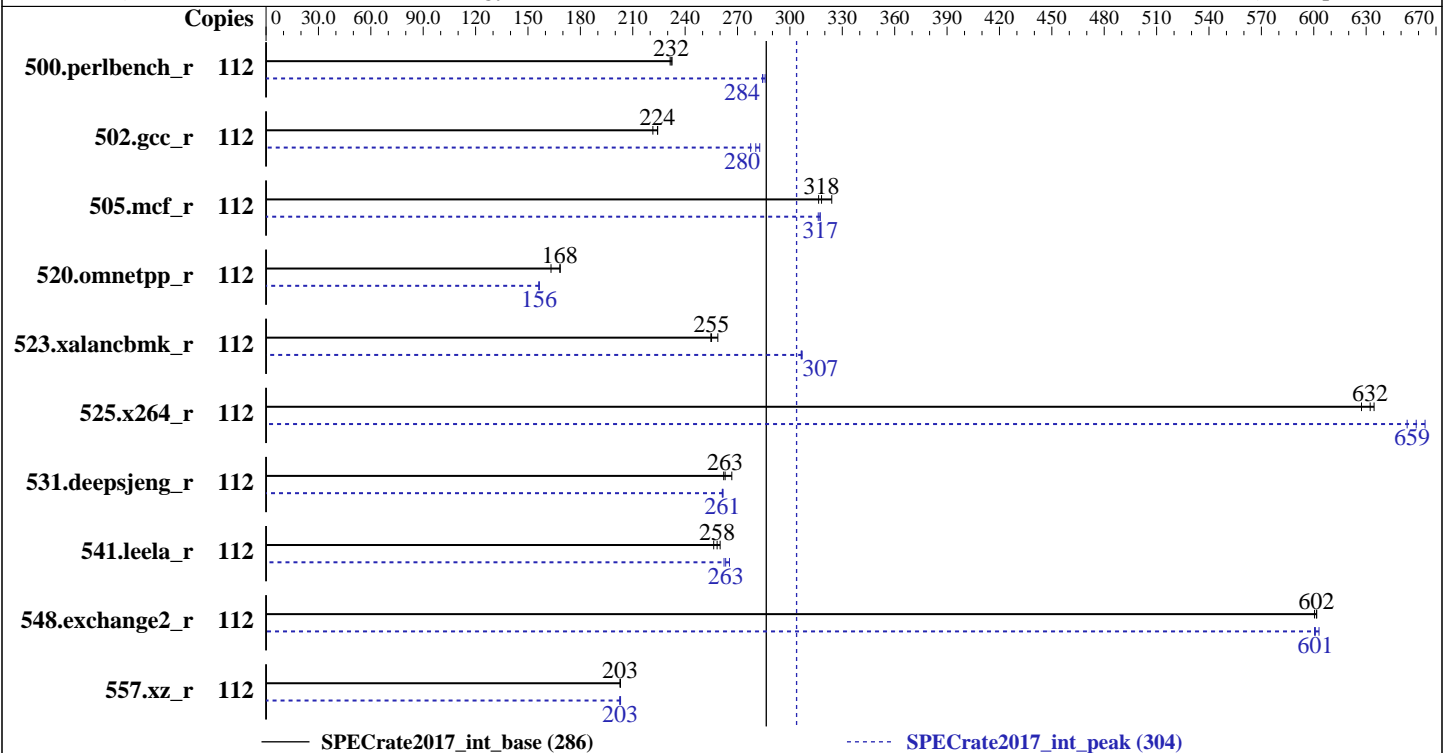 Copies 0 30.0 60.0 90.0 120 150 180 210 240 270 300 330 360 390 420 450 480 510 540 570 600 630 670
232
500.perlbench_r 112
284
224
502.gcc_r 112
280
318
505.mcf_r 112
317
168
520.omnetpp_r 112
156
255
523.xalancbmk_r 112
307
632
525.x264_r 112
659
263
531.deepsjeng_r 112
261
258
541.leela_r 112
263
602
548.exchange2_r 112
601
203
557.xz_r 112
203
SPECrate2017_int_base (286) SPECrate2017_int_peak (304)